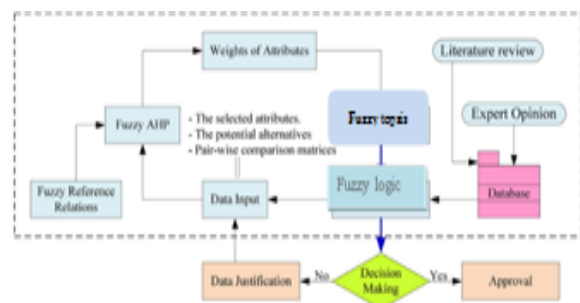 Weights of Attributes
Literature review
Fuzzy AHP
- The selected attributes.
- The potential alternatives
- Pair-wise comparison matrices
Fuzzy topsis
Expert Opinion
Fuzzy Reference
Relations
Data Input
Fuzzy logic
Database
Data Justification
No
Decision
Making
Yes
Approval